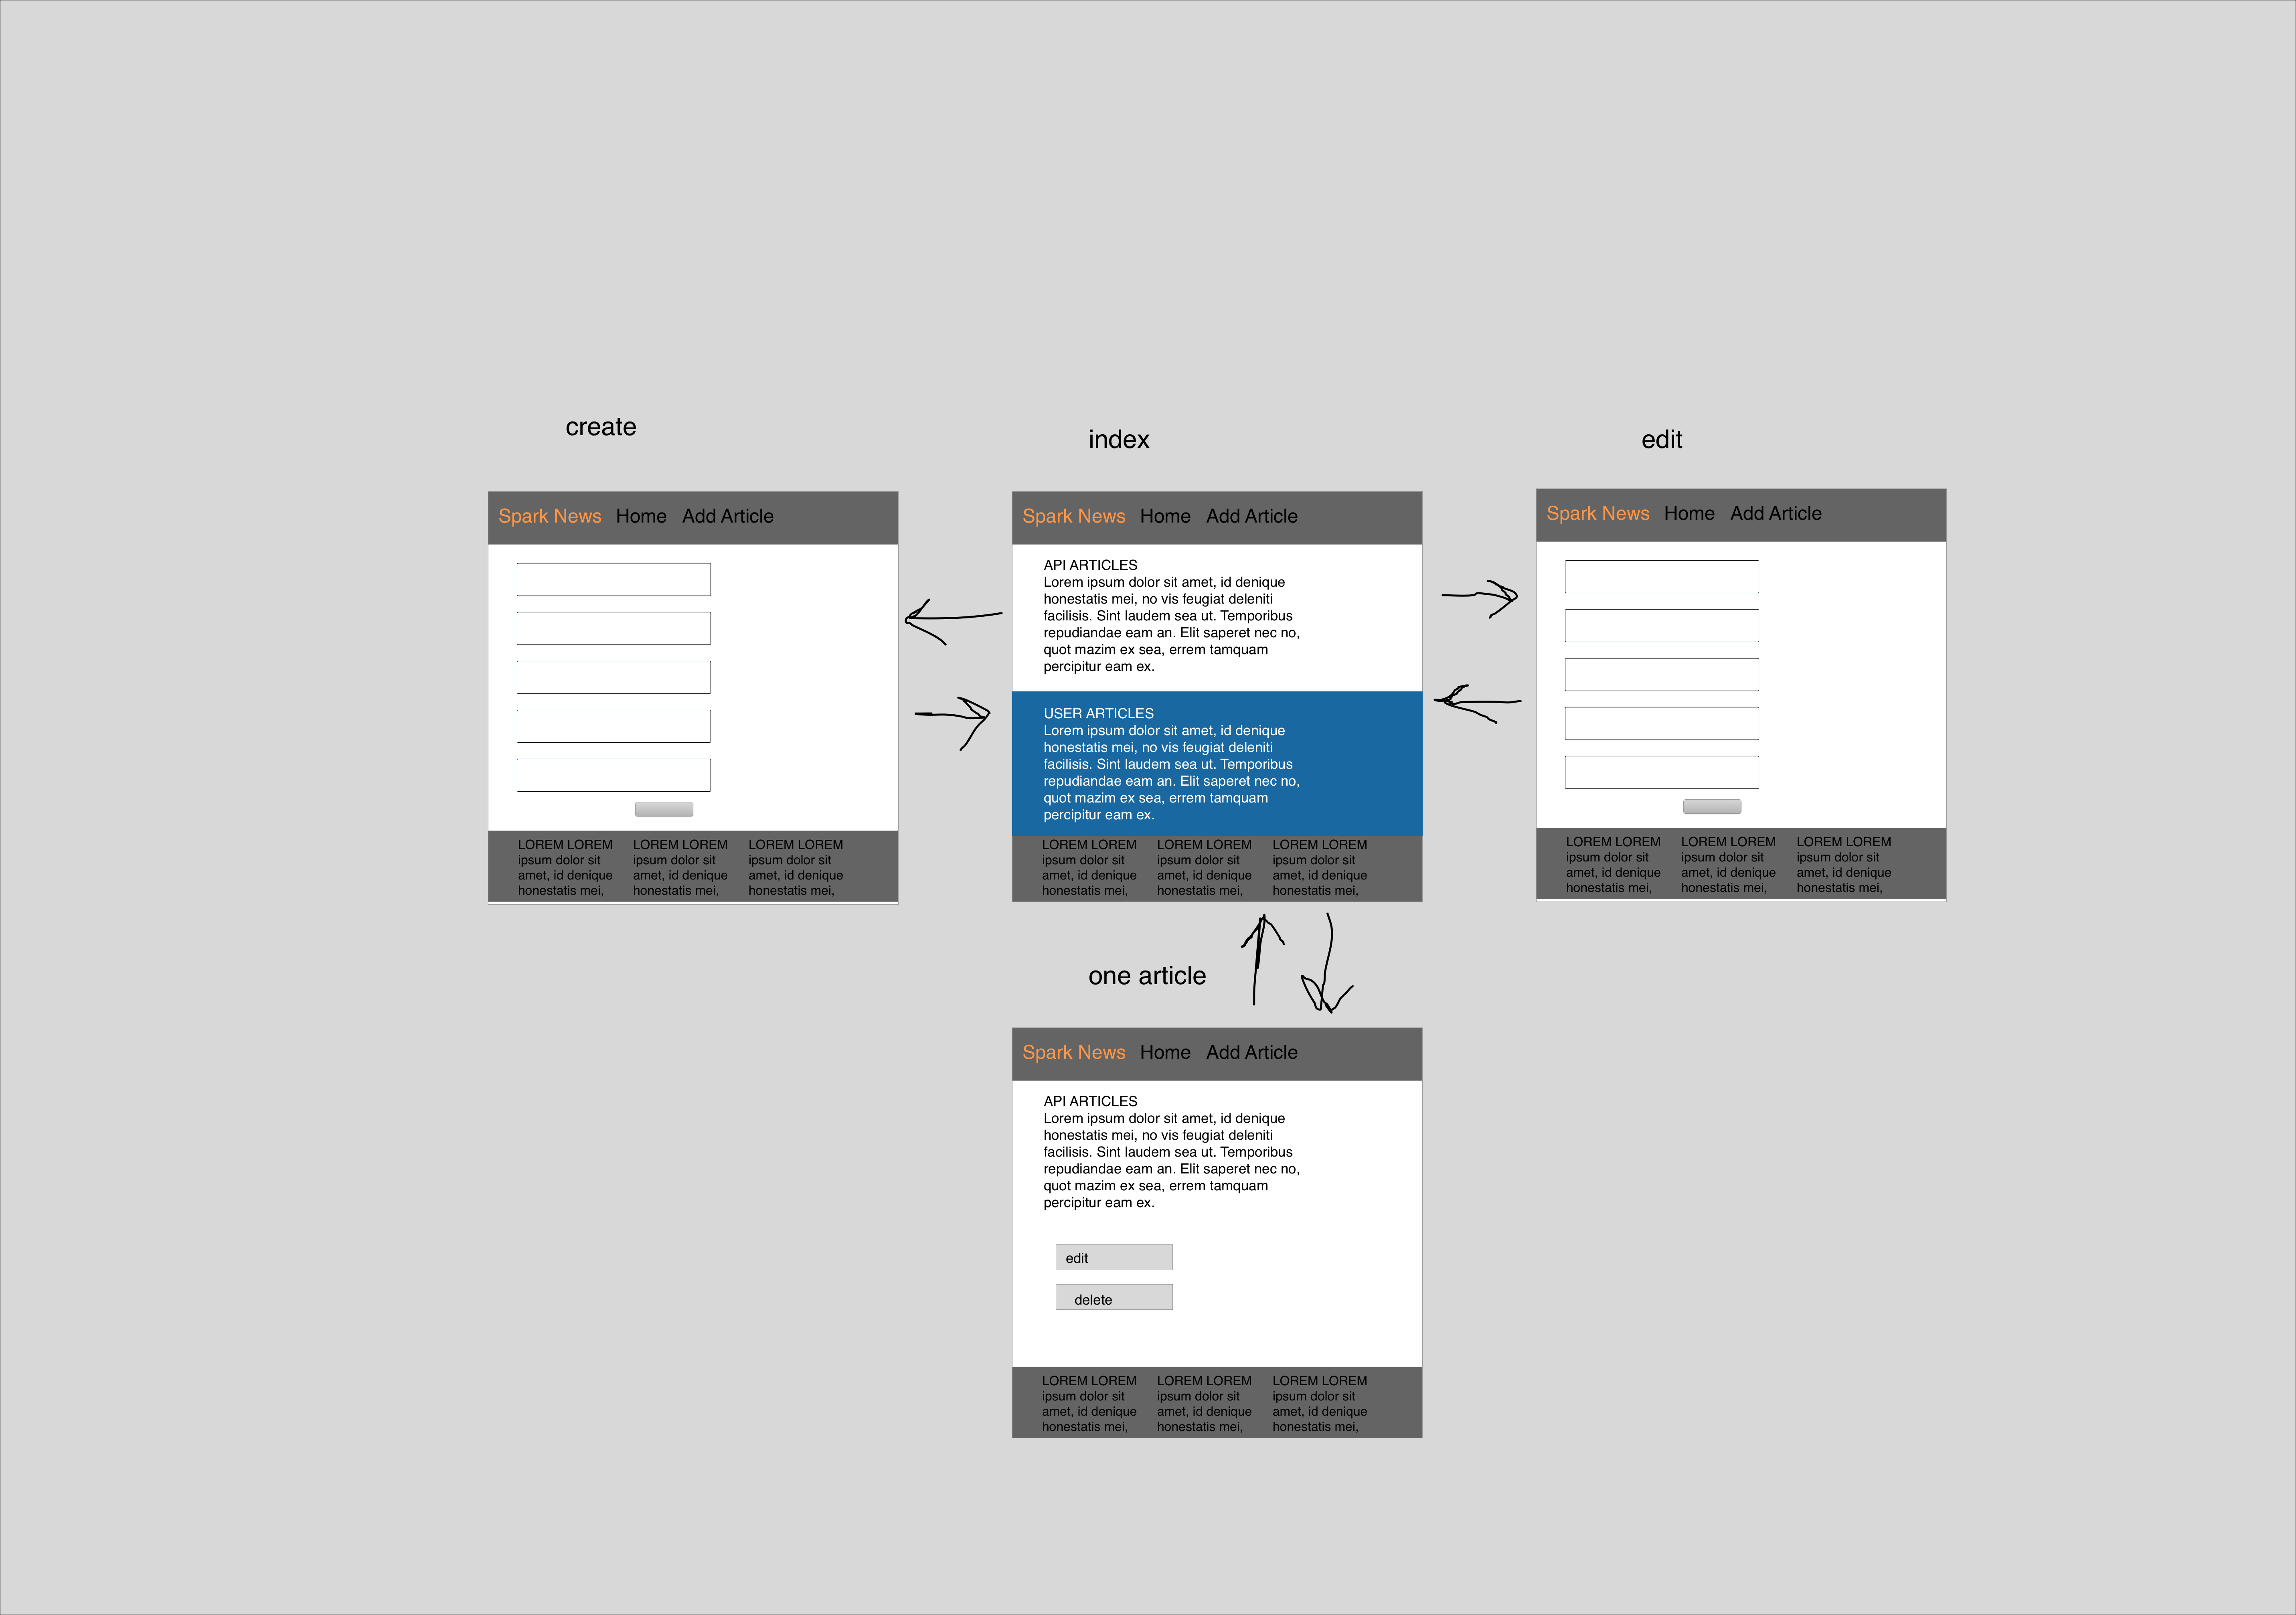 create
Spark News Home Add Article
LOREM LOREM
ipsum dolor sit
amet, id denique
honestatis mei,
LOREM LOREM
ipsum dolor sit
amet, id denique
honestatis mei,
LOREM LOREM
ipsum dolor sit
amet, id denique
honestatis mei,
index
Spark News Home Add Article
API ARTICLES
Lorem ipsum dolor sit amet, id denique
honestatis mei, no vis feugiat deleniti
facilisis. Sint laudem sea ut. Temporibus
repudiandae eam an. Elit saperet nec no,
quot mazim ex sea, errem tamquam
percipitur eam ex.
USER ARTICLES
Lorem ipsum dolor sit amet, id denique
honestatis mei, no vis feugiat deleniti
facilisis. Sint laudem sea ut. Temporibus
repudiandae eam an. Elit saperet nec no,
quot mazim ex sea, errem tamquam
percipitur eam ex.
LOREM LOREM
ipsum dolor sit
amet, id denique
honestatis mei,
LOREM LOREM
ipsum dolor sit
amet, id denique
honestatis mei,
LOREM LOREM
ipsum dolor sit
amet, id denique
honestatis mei,
edit
Spark News Home Add Article
LOREM LOREM
ipsum dolor sit
amet, id denique
honestatis mei,
LOREM LOREM
ipsum dolor sit
amet, id denique
honestatis mei,
LOREM LOREM
ipsum dolor sit
amet, id denique
honestatis mei,
one article
Spark News Home Add Article
API ARTICLES
Lorem ipsum dolor sit amet, id denique
honestatis mei, no vis feugiat deleniti
facilisis. Sint laudem sea ut. Temporibus
repudiandae eam an. Elit saperet nec no,
quot mazim ex sea, errem tamquam
percipitur eam ex.
edit
delete
LOREM LOREM
ipsum dolor sit
amet, id denique
honestatis mei,
LOREM LOREM
ipsum dolor sit
amet, id denique
honestatis mei,
LOREM LOREM
ipsum dolor sit
amet, id denique
honestatis mei,